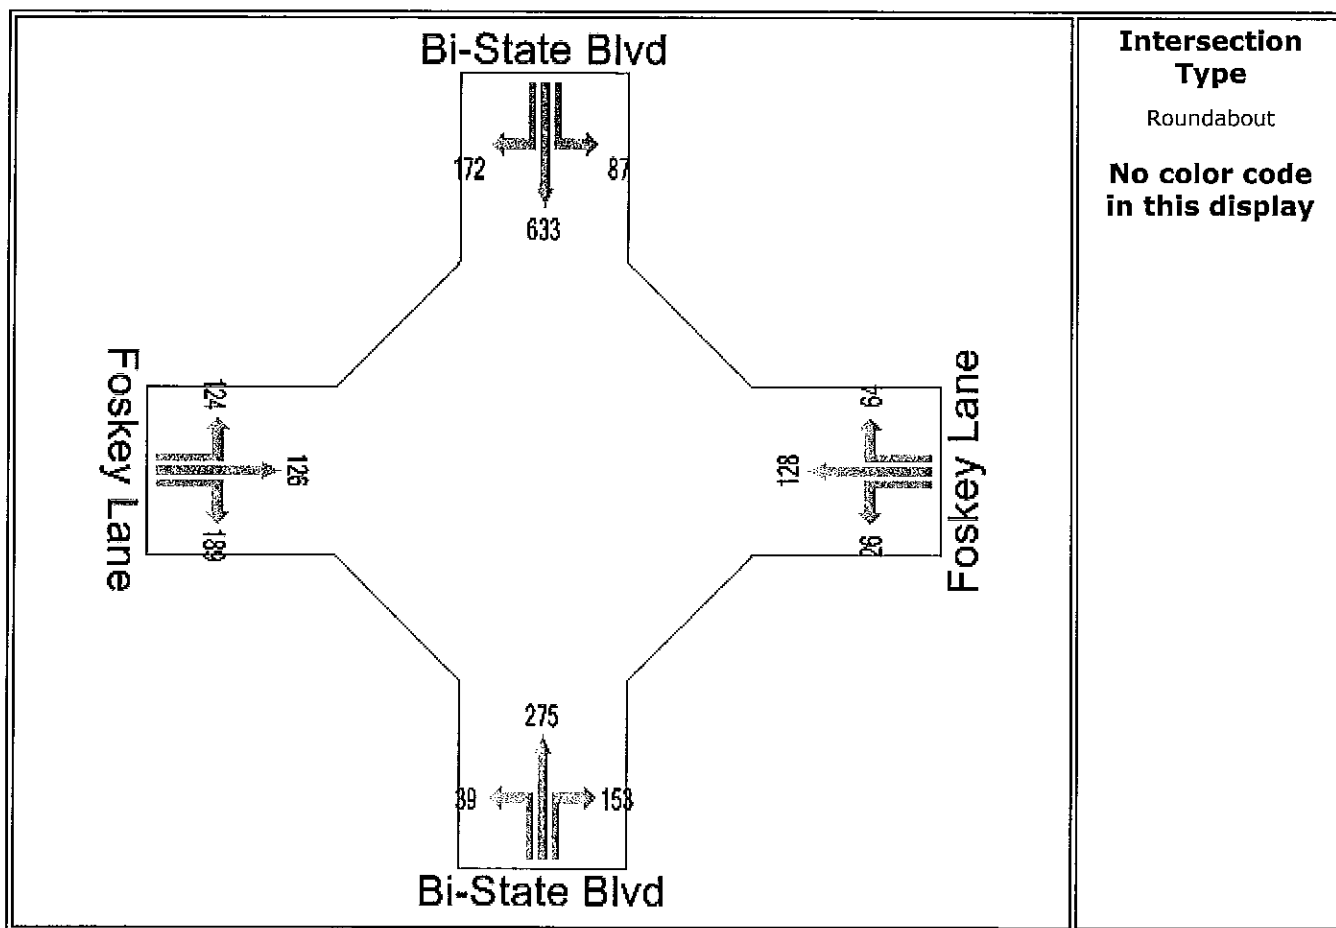 Bi-State Blvd
172
87
633
Foskey Lane
124
126
189
64
128
26
Foskey Lane
275
39
153
Bi-State Blvd
Intersection
Type
Roundabout
No color code
in this display